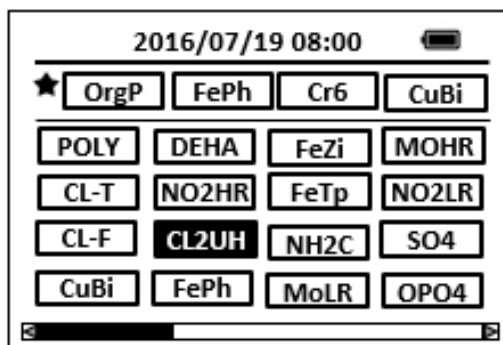 2016/07/19 08:00
OrgP FePh Cr6 CuBi
POLY DEHA FeZi MOHR
CL-T NO2HR FeTp NO2LR
CL-F CL2UH NH2C SO4
CuBi FePh MoLR OPO4